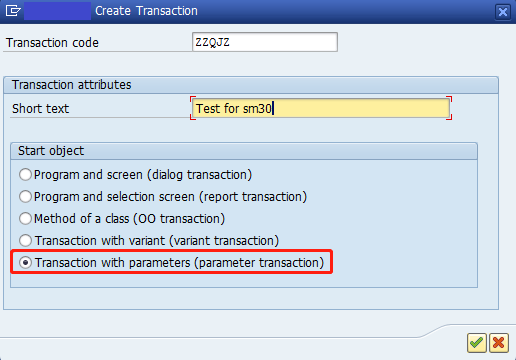 Create Transaction
Transaction code ZZQJZ
Transaction attributes
Short text Test for sm30
Start object
Program and screen (dialog transaction)
Program and selection screen (report transaction)
Method of a class (OO transaction)
Transaction with variant (variant transaction)
Transaction with parameters (parameter transaction)